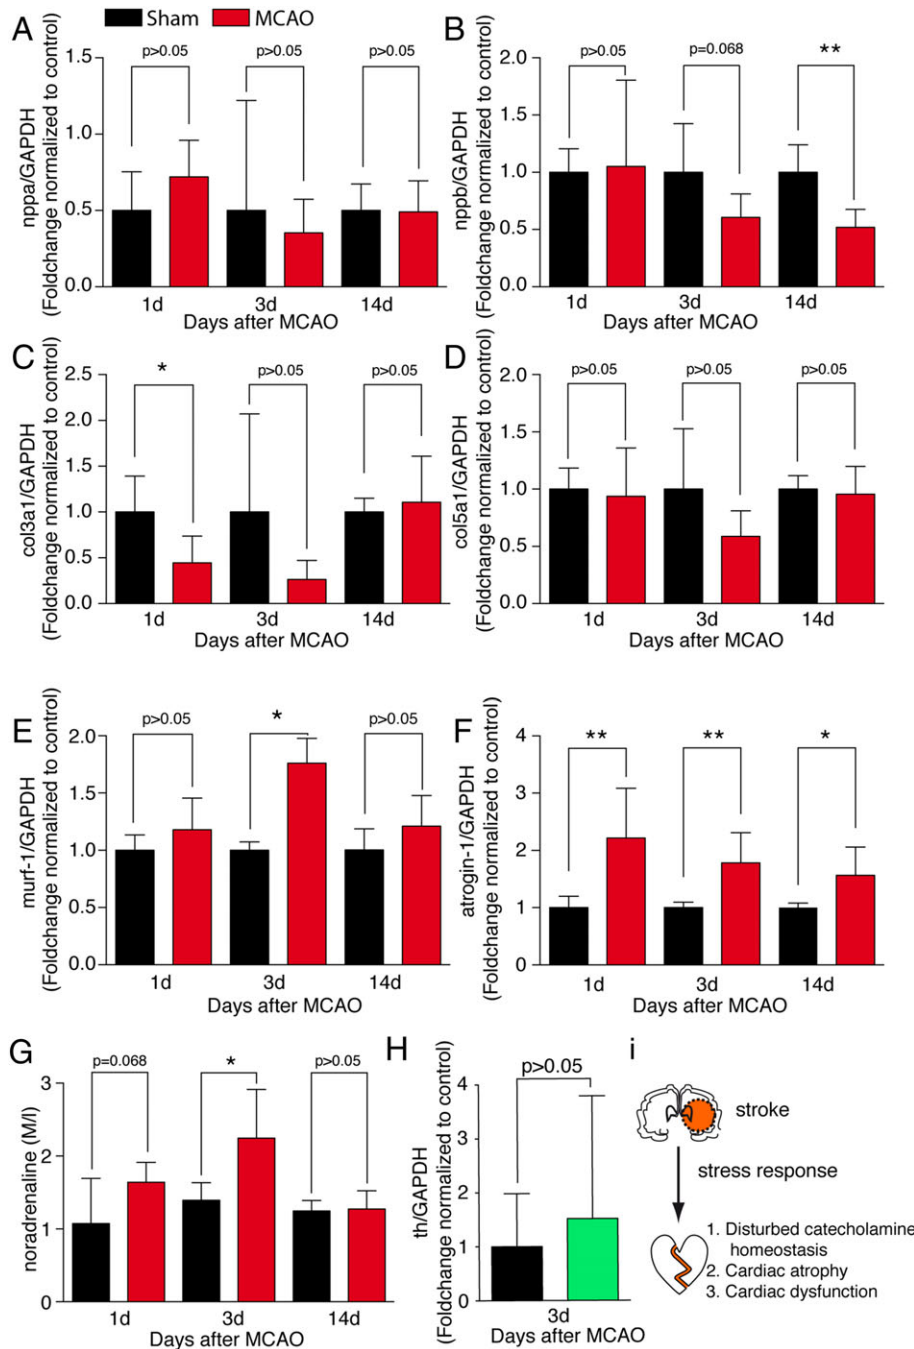 Sham MCAO
A
nppa/GAPDH
(Foldchange normalized to control)
1.5
1.0
0.5
0.0
p>0.05 p>0.05 p>0.05
1d 3d 14d
Days after MCAO
B
nppb/GAPDH
(Foldchange normalized to control)
2.0
1.5
1.0
0.5
0.0
p>0.05 p=0.068 **
1d 3d 14d
Days after MCAO
C
col3a1/GAPDH
(Foldchange normalized to control)
2.5
2.0
1.5
1.0
0.5
0.0
* p>0.05 p>0.05
1d 3d 14d
Days after MCAO
D
col5a1/GAPDH
(Foldchange normalized to control)
2.0
1.5
1.0
0.5
0.0
p>0.05 p>0.05 p>0.05
1d 3d 14d
Days after MCAO
E
murf-1/GAPDH
(Foldchange normalized to control)
2.0
1.5
1.0
0.5
0.0
p>0.05 * p>0.05
1d 3d 14d
Days after MCAO
F
atrogin-1/GAPDH
(Foldchange normalized to control)
4
3
2
1
0
** ** *
1d 3d 14d
Days after MCAO
G
noradrenaline (M/l)
3
2
1
0
p=0.068 * p>0.05
1d 3d 14d
Days after MCAO
H
th/GAPDH
(Foldchange normalized to control)
4
3
2
1
0
p>0.05
3d
Days after MCAO
i
stroke
stress response
1. Disturbed catecholamine
homeostasis
2. Cardiac atrophy
3. Cardiac dysfunction